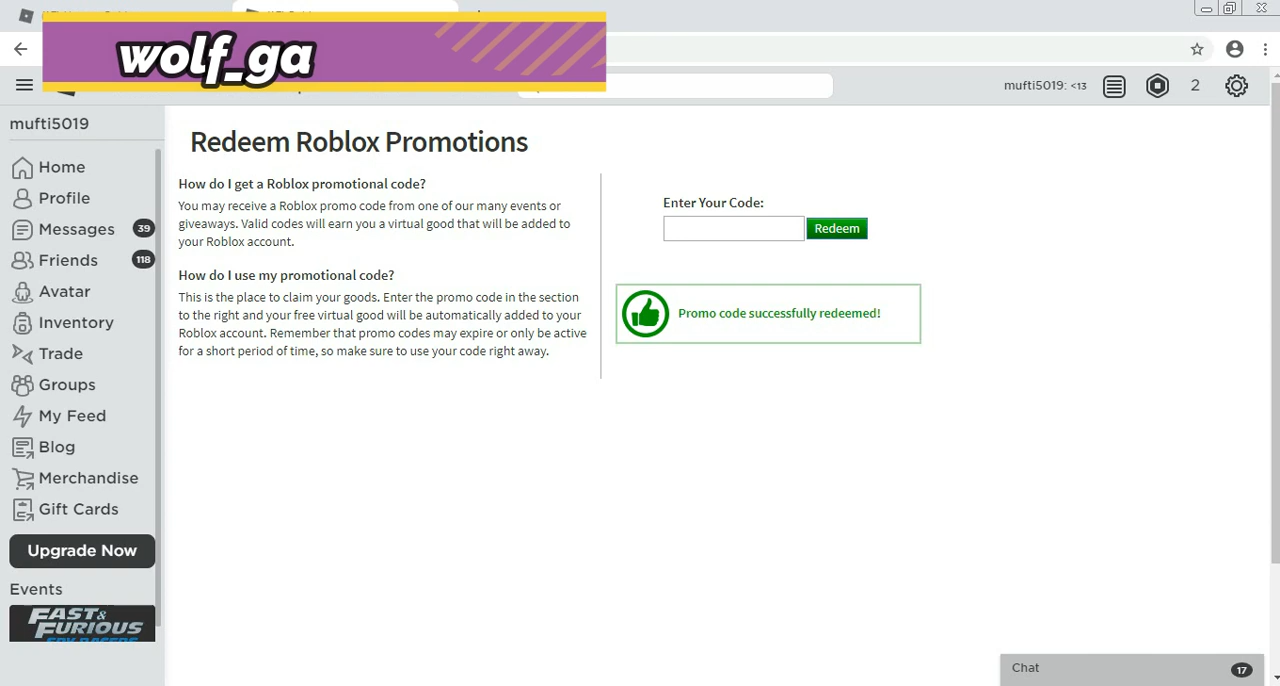 wolf_ga
mufti5019: <13
2
mufti5019
Home
Profile
Messages 39
Friends 118
Avatar
Inventory
Trade
Groups
My Feed
Blog
Merchandise
Gift Cards
Upgrade Now
Events
FAST & FURIOUS
SPY RACERS
Redeem Roblox Promotions
How do I get a Roblox promotional code?
You may receive a Roblox promo code from one of our many events or
giveaways. Valid codes will earn you a virtual good that will be added to
your Roblox account.
How do I use my promotional code?
This is the place to claim your goods. Enter the promo code in the section
to the right and your free virtual good will be automatically added to your
Roblox account. Remember that promo codes may expire or only be active
for a short period of time, so make sure to use your code right away.
Enter Your Code:
Redeem
Promo code successfully redeemed!
Chat 17